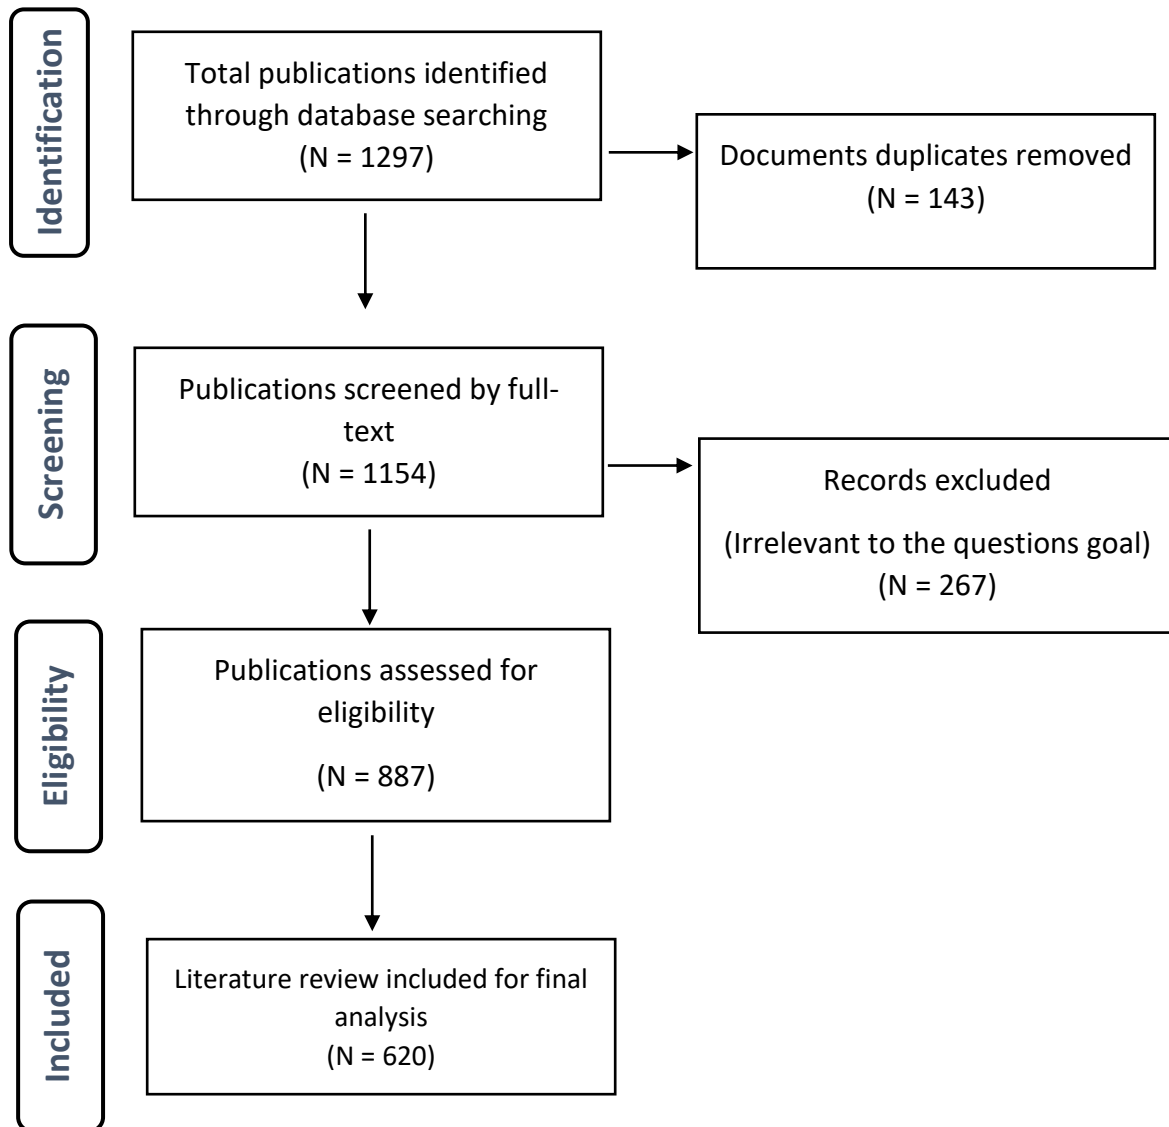 Identification
Total publications identified
through database searching
(N = 1297)
Documents duplicates removed
(N = 143)
Screening
Publications screened by full-
text
(N = 1154)
Records excluded
(Irrelevant to the questions goal)
(N = 267)
Eligibility
Publications assessed for
eligibility
(N = 887)
Included
Literature review included for final
analysis
(N = 620)